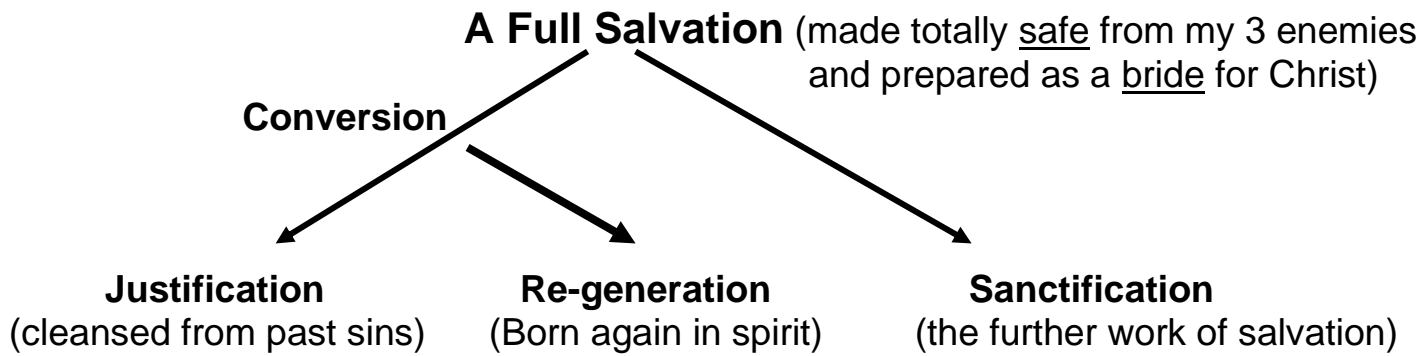 A Full Salvation (made totally safe from my 3 enemies
and prepared as a bride for Christ)
Conversion
Justification
(cleansed from past sins)
Re-generation
(Born again in spirit)
Sanctification
(the further work of salvation)